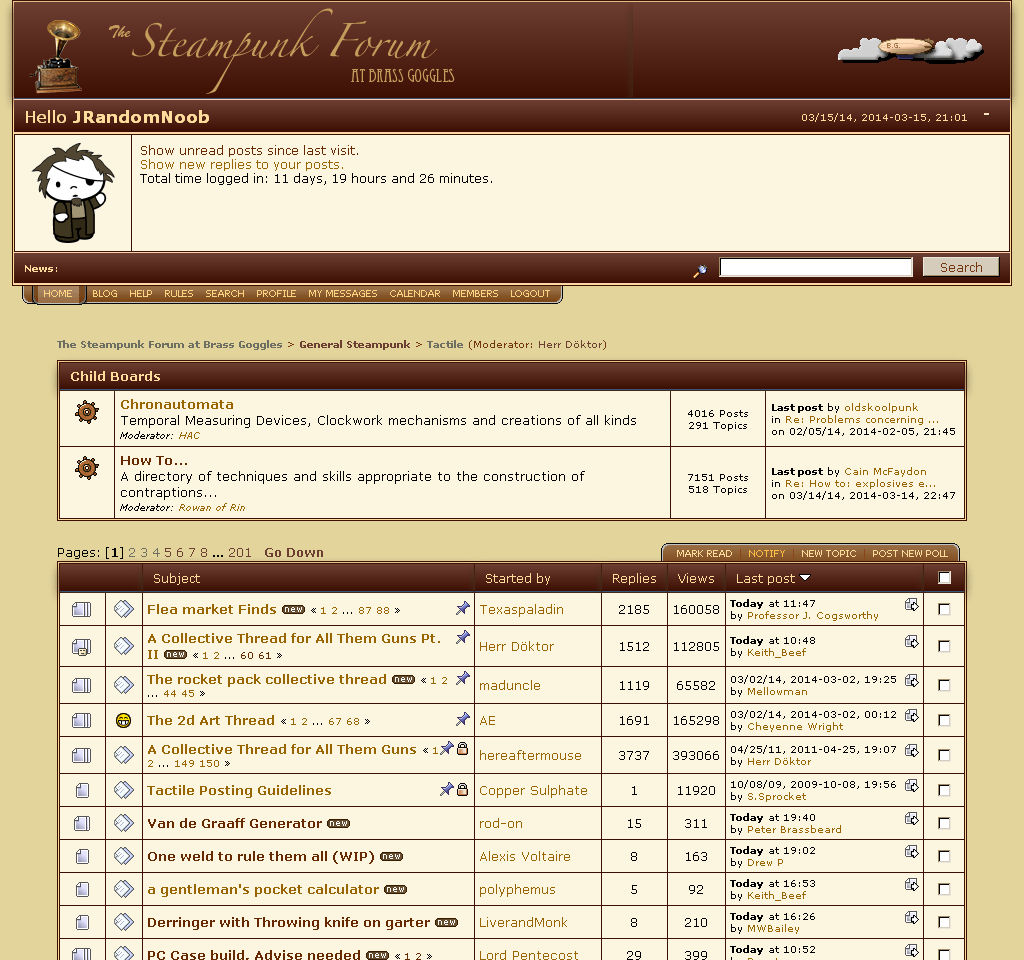 The Steampunk Forum
AT BRASS GOGGLES
B.G.
Hello JRandomNoob
03/15/14, 2014-03-15, 21:01 -
Show unread posts since last visit.
Show new replies to your posts.
Total time logged in: 11 days, 19 hours and 26 minutes.
News:
Search
HOME BLOG HELP RULES SEARCH PROFILE MY MESSAGES CALENDAR MEMBERS LOGOUT
The Steampunk Forum at Brass Goggles > General Steampunk > Tactile (Moderator: Herr Döktor)
Child Boards
Chronautomata
Temporal Measuring Devices, Clockwork mechanisms and creations of all kinds
Moderator: HAC
4016 Posts
291 Topics
Last post by oldskoolpunk
in Re: Problems concerning ...
on 02/05/14, 2014-02-05, 21:45
How To...
A directory of techniques and skills appropriate to the construction of
contraptions...
Moderator: Rowan of Rin
7151 Posts
518 Topics
Last post by Cain McFaydon
in Re: How to: explosives e...
on 03/14/14, 2014-03-14, 22:47
Pages: [1] 2 3 4 5 6 7 8 ... 201 Go Down
MARK READ NOTIFY NEW TOPIC POST NEW POLL
Subject Started by Replies Views Last post
Flea market Finds new « 1 2 ... 87 88 » Texaspaladin 2185 160058
Today at 11:47
by Professor J. Cogsworthy
A Collective Thread for All Them Guns Pt.
II new « 1 2 ... 60 61 »
Herr Döktor 1512 112805
Today at 10:48
by Keith_Beef
The rocket pack collective thread new « 1 2
... 44 45 »
maduncle 1119 65582
03/02/14, 2014-03-02, 19:25
by Mellowman
The 2d Art Thread « 1 2 ... 67 68 » AE 1691 165298
03/02/14, 2014-03-02, 00:12
by Cheyenne Wright
A Collective Thread for All Them Guns « 1
2 ... 149 150 »
hereaftermouse 3737 393066
04/25/11, 2011-04-25, 19:07
by Herr Döktor
Tactile Posting Guidelines Copper Sulphate 1 11920
10/08/09, 2009-10-08, 19:56
by S.Sprocket
Van de Graaff Generator new rod-on 15 311
Today at 19:40
by Peter Brassbeard
One weld to rule them all (WIP) new Alexis Voltaire 8 163
Today at 19:02
by Drew P
a gentleman's pocket calculator new polyphemus 5 92
Today at 16:53
by Keith_Beef
Derringer with Throwing knife on garter new LiverandMonk 8 210
Today at 16:26
by MWBailey
PC Case build, Advise needed new « 1 2 » Lord Pentecost 29 399
Today at 10:52